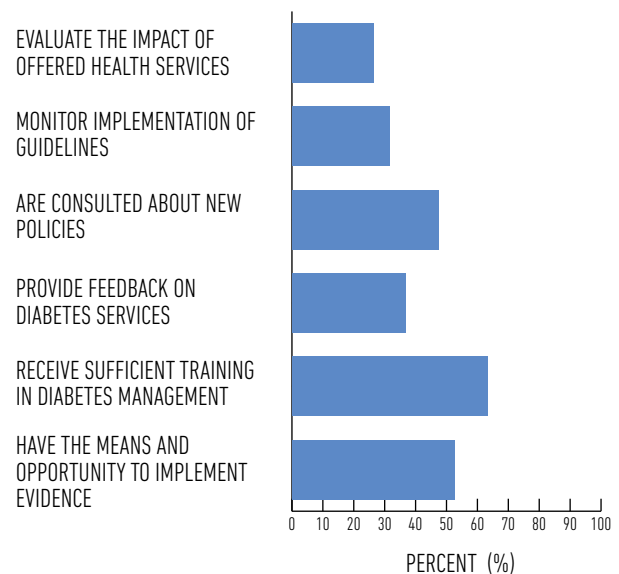 EVALUATE THE IMPACT OF
OFFERED HEALTH SERVICES
MONITOR IMPLEMENTATION OF
GUIDELINES
ARE CONSULTED ABOUT NEW
POLICIES
PROVIDE FEEDBACK ON
DIABETES SERVICES
RECEIVE SUFFICIENT TRAINING
IN DIABETES MANAGEMENT
HAVE THE MEANS AND
OPPORTUNITY TO IMPLEMENT
EVIDENCE
0 10 20 30 40 50 60 70 80 90 100
PERCENT (%)